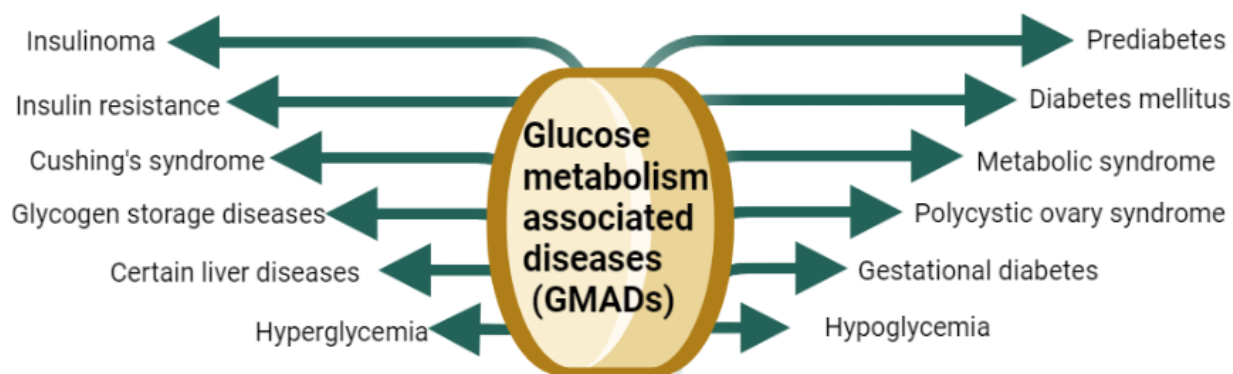 Insulinoma
Insulin resistance
Cushing's syndrome
Glycogen storage diseases
Certain liver diseases
Hyperglycemia
Glucose
metabolism
associated
diseases
(GMADs)
Prediabetes
Diabetes mellitus
Metabolic syndrome
Polycystic ovary syndrome
Gestational diabetes
Hypoglycemia